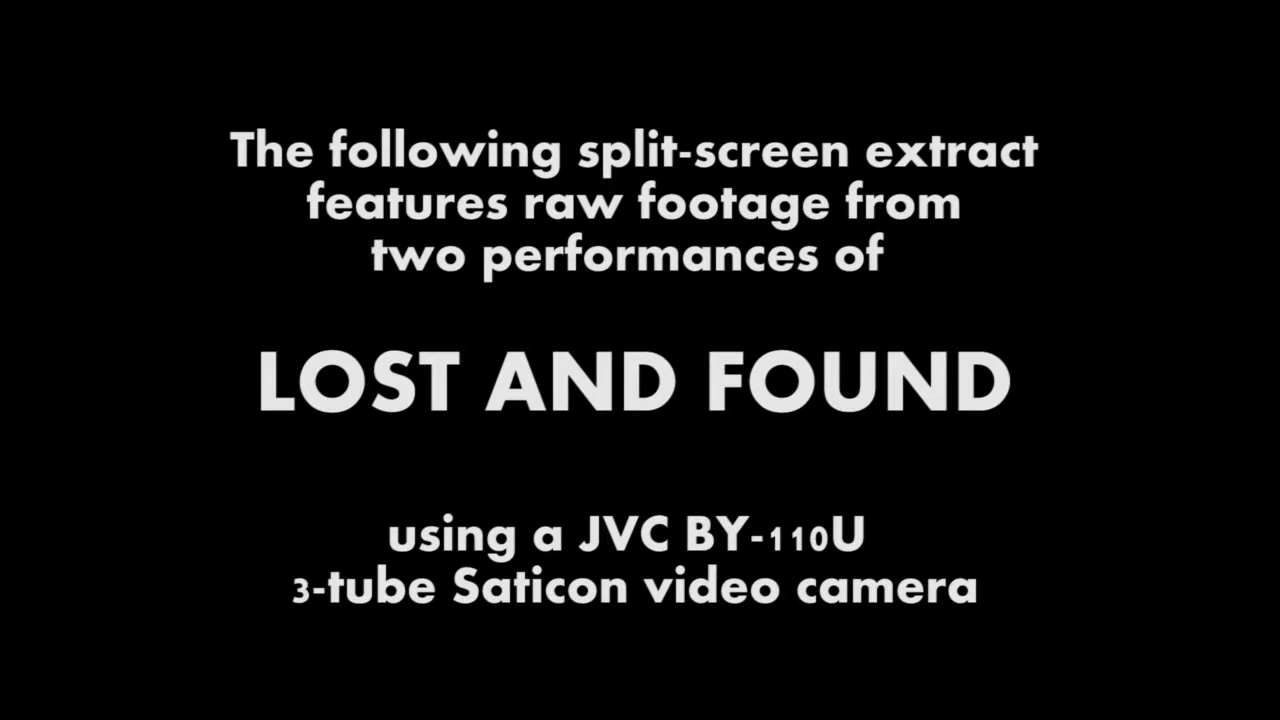 The following split-screen extract
features raw footage from
two performances of
LOST AND FOUND
using a JVC BY-110U
3-tube Saticon video camera